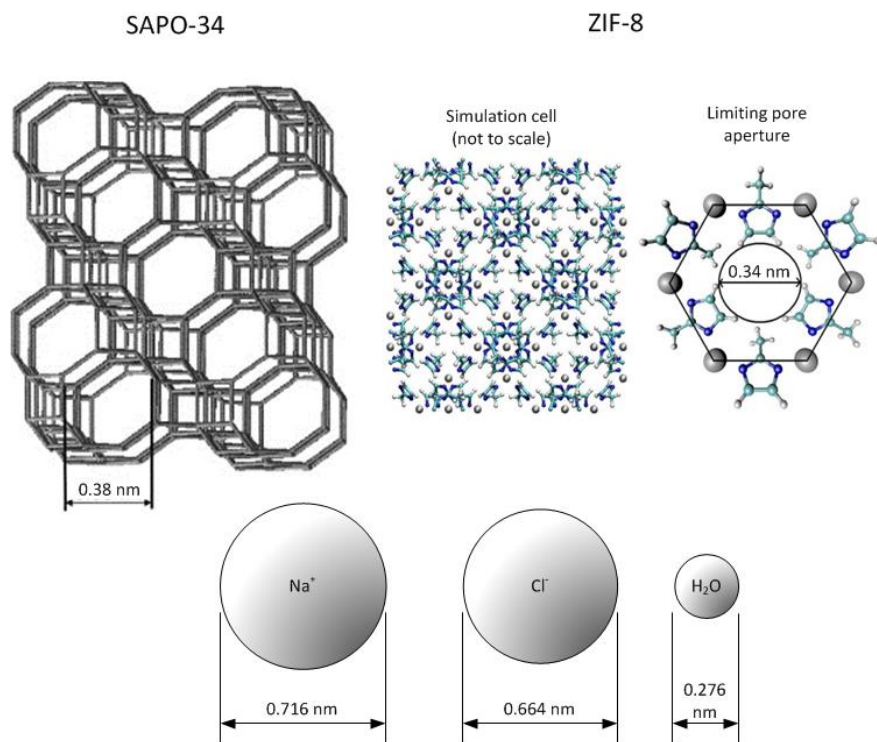 SAPO-34
ZIF-8
Simulation cell
(not to scale)
Limiting pore
aperture
0.34 nm
0.38 nm
Na⁺
Cl⁻
H₂O
0.716 nm
0.664 nm
0.276
nm